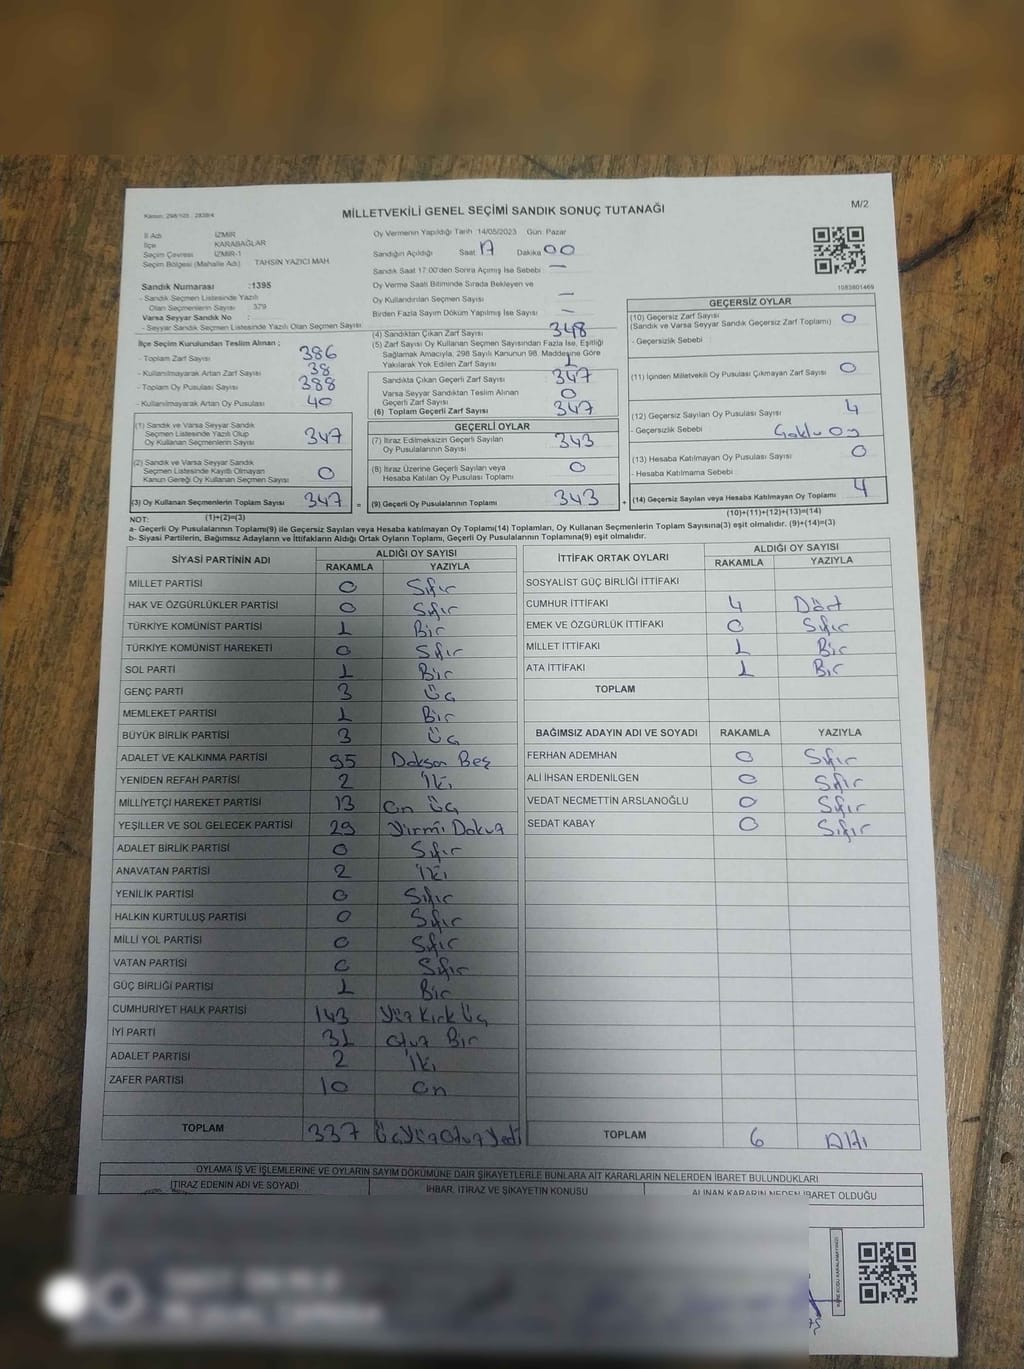 Kanun: 298/105 : 2839/4
MİLLETVEKİLİ GENEL SEÇİMİ SANDIK SONUÇ TUTANAĞI
M/2
İl Adı İZMİR
İlçe KARABAĞLAR
Seçim Çevresi İZMİR-1
Seçim Bölgesi (Mahalle Adı) TAHSİN YAZICI MAH.
Sandık Numarası :1395
- Sandık Seçmen Listesinde Yazılı
Olan Seçmenlerin Sayısı : 379
Varsa Seyyar Sandık No :
- Seyyar Sandık Seçmen Listesinde Yazılı Olan Seçmen Sayısı
İlçe Seçim Kurulundan Teslim Alınan ;
- Toplam Zarf Sayısı 386
- Kullanılmayarak Artan Zarf Sayısı 38
- Toplam Oy Pusulası Sayısı 388
- Kullanılmayarak Artan Oy Pusulası 40
(1) Sandık ve Varsa Seyyar Sandık
Seçmen Listesinde Yazılı Olup
Oy Kullanan Seçmenlerin Sayısı 347
(2) Sandık ve Varsa Seyyar Sandık
Seçmen Listesinde Kayıtlı Olmayan
Kanun Gereği Oy Kullanan Seçmen Sayısı 0
(3) Oy Kullanan Seçmenlerin Toplam Sayısı 347 =
(1)+(2)=(3)
Oy Vermenin Yapıldığı Tarih :14/05/2023 Gün: Pazar
Sandığın Açıldığı Saat 17 Dakika 00
Sandık Saat 17.00'den Sonra Açımış İse Sebebi : —
Oy Verme Saati Bitiminde Sırada Bekleyen ve
Oy Kullandırılan Seçmen Sayısı —
Birden Fazla Sayım Döküm Yapılmış İse Sayısı —
(4) Sandıktan Çıkan Zarf Sayısı 348
(5) Zarf Sayısı Oy Kullanan Seçmen Sayısından Fazla İse, Eşitliği
Sağlamak Amacıyla, 298 Sayılı Kanunun 98. Maddesine Göre
Yakılarak Yok Edilen Zarf Sayısı 1
Sandıkta Çıkan Geçerli Zarf Sayısı 347
Varsa Seyyar Sandıktan Teslim Alınan
Geçerli Zarf Sayısı 0
(6) Toplam Geçerli Zarf Sayısı 347
GEÇERLİ OYLAR
(7) İtiraz Edilmeksizin Geçerli Sayılan
Oy Pusulasının Sayısı 343
(8) İtiraz Üzerine Geçerli Sayılan veya
Hesaba Katılan Oy Pusulası Toplamı 0
(9) Geçerli Oy Pusulalarının Toplamı 343 +
1083801469
GEÇERSİZ OYLAR
(10) Geçersiz Zarf Sayısı
(Sandık ve Varsa Seyyar Sandık Geçersiz Zarf Toplamı) 0
- Geçersizlik Sebebi :
(11) İçinden Milletvekili Oy Pusulası Çıkmayan Zarf Sayısı 0
(12) Geçersiz Sayılan Oy Pusulası Sayısı 4
- Geçersizlik Sebebi : Çoklu Oy
(13) Hesaba Katılmayan Oy Pusulası Sayısı 0
- Hesaba Katılmama Sebebi :
(14) Geçersiz Sayılan veya Hesaba Katılmayan Oy Toplamı 4
(10)+(11)+(12)+(13)=(14)
NOT:
a- Geçerli Oy Pusulalarının Toplamı(9) ile Geçersiz Sayılan veya Hesaba katılmayan Oy Toplamı(14) Toplamları, Oy Kullanan Seçmenlerin Toplam Sayısına(3) eşit olmalıdır. (9)+(14)=(3)
b- Siyasi Partilerin, Bağımsız Adayların ve İttifakların Aldığı Ortak Oyların Toplamı, Geçerli Oy Pusulalarının Toplamına(9) eşit olmalıdır.
SİYASİ PARTİNİN ADI ALDIĞI OY SAYISI
RAKAMLA YAZIYLA
MİLLET PARTİSİ 0 Sıfır
HAK VE ÖZGÜRLÜKLER PARTİSİ 0 Sıfır
TÜRKİYE KOMÜNİST PARTİSİ 1 Bir
TÜRKİYE KOMÜNİST HAREKETİ 0 Sıfır
SOL PARTİ 1 Bir
GENÇ PARTİ 3 Üç
MEMLEKET PARTİSİ 1 Bir
BÜYÜK BİRLİK PARTİSİ 3 Üç
ADALET VE KALKINMA PARTİSİ 95 Doksan Beş
YENİDEN REFAH PARTİSİ 2 İki
MİLLİYETÇİ HAREKET PARTİSİ 13 On Üç
YEŞİLLER VE SOL GELECEK PARTİSİ 29 Yirmi Dokuz
ADALET BİRLİK PARTİSİ 0 Sıfır
ANAVATAN PARTİSİ 2 İki
YENİLİK PARTİSİ 0 Sıfır
HALKIN KURTULUŞ PARTİSİ 0 Sıfır
MİLLİ YOL PARTİSİ 0 Sıfır
VATAN PARTİSİ 0 Sıfır
GÜÇ BİRLİĞİ PARTİSİ 1 Bir
CUMHURİYET HALK PARTİSİ 143 Yüz Kırk Üç
İYİ PARTİ 31 Otuz Bir
ADALET PARTİSİ 2 İki
ZAFER PARTİSİ 10 On
TOPLAM 337 Üç Yüz Otuz Yedi
İTTİFAK ORTAK OYLARI ALDIĞI OY SAYISI
RAKAMLA YAZIYLA
SOSYALİST GÜÇ BİRLİĞİ İTTİFAKI
CUMHUR İTTİFAKI 4 Dört
EMEK VE ÖZGÜRLÜK İTTİFAKI 0 Sıfır
MİLLET İTTİFAKI 1 Bir
ATA İTTİFAKI 1 Bir
TOPLAM
BAĞIMSIZ ADAYIN ADI VE SOYADI RAKAMLA YAZIYLA
FERHAN ADEMHAN 0 Sıfır
ALİ İHSAN ERDENİLGEN 0 Sıfır
VEDAT NECMETTİN ARSLANOĞLU 0 Sıfır
SEDAT KABAY 0 Sıfır
TOPLAM 6 Altı
OYLAMA İŞ VE İŞLEMLERİNE VE OYLARIN SAYIM DÖKÜMÜNE DAİR ŞİKAYETLERLE BUNLARA AİT KARARLARIN NELERDEN İBARET BULUNDUKLARI
İTİRAZ EDENİN ADI VE SOYADI İHBAR, İTİRAZ VE ŞİKAYETİN KONUSU ALINAN KARARIN NEDEN İBARET OLDUĞU